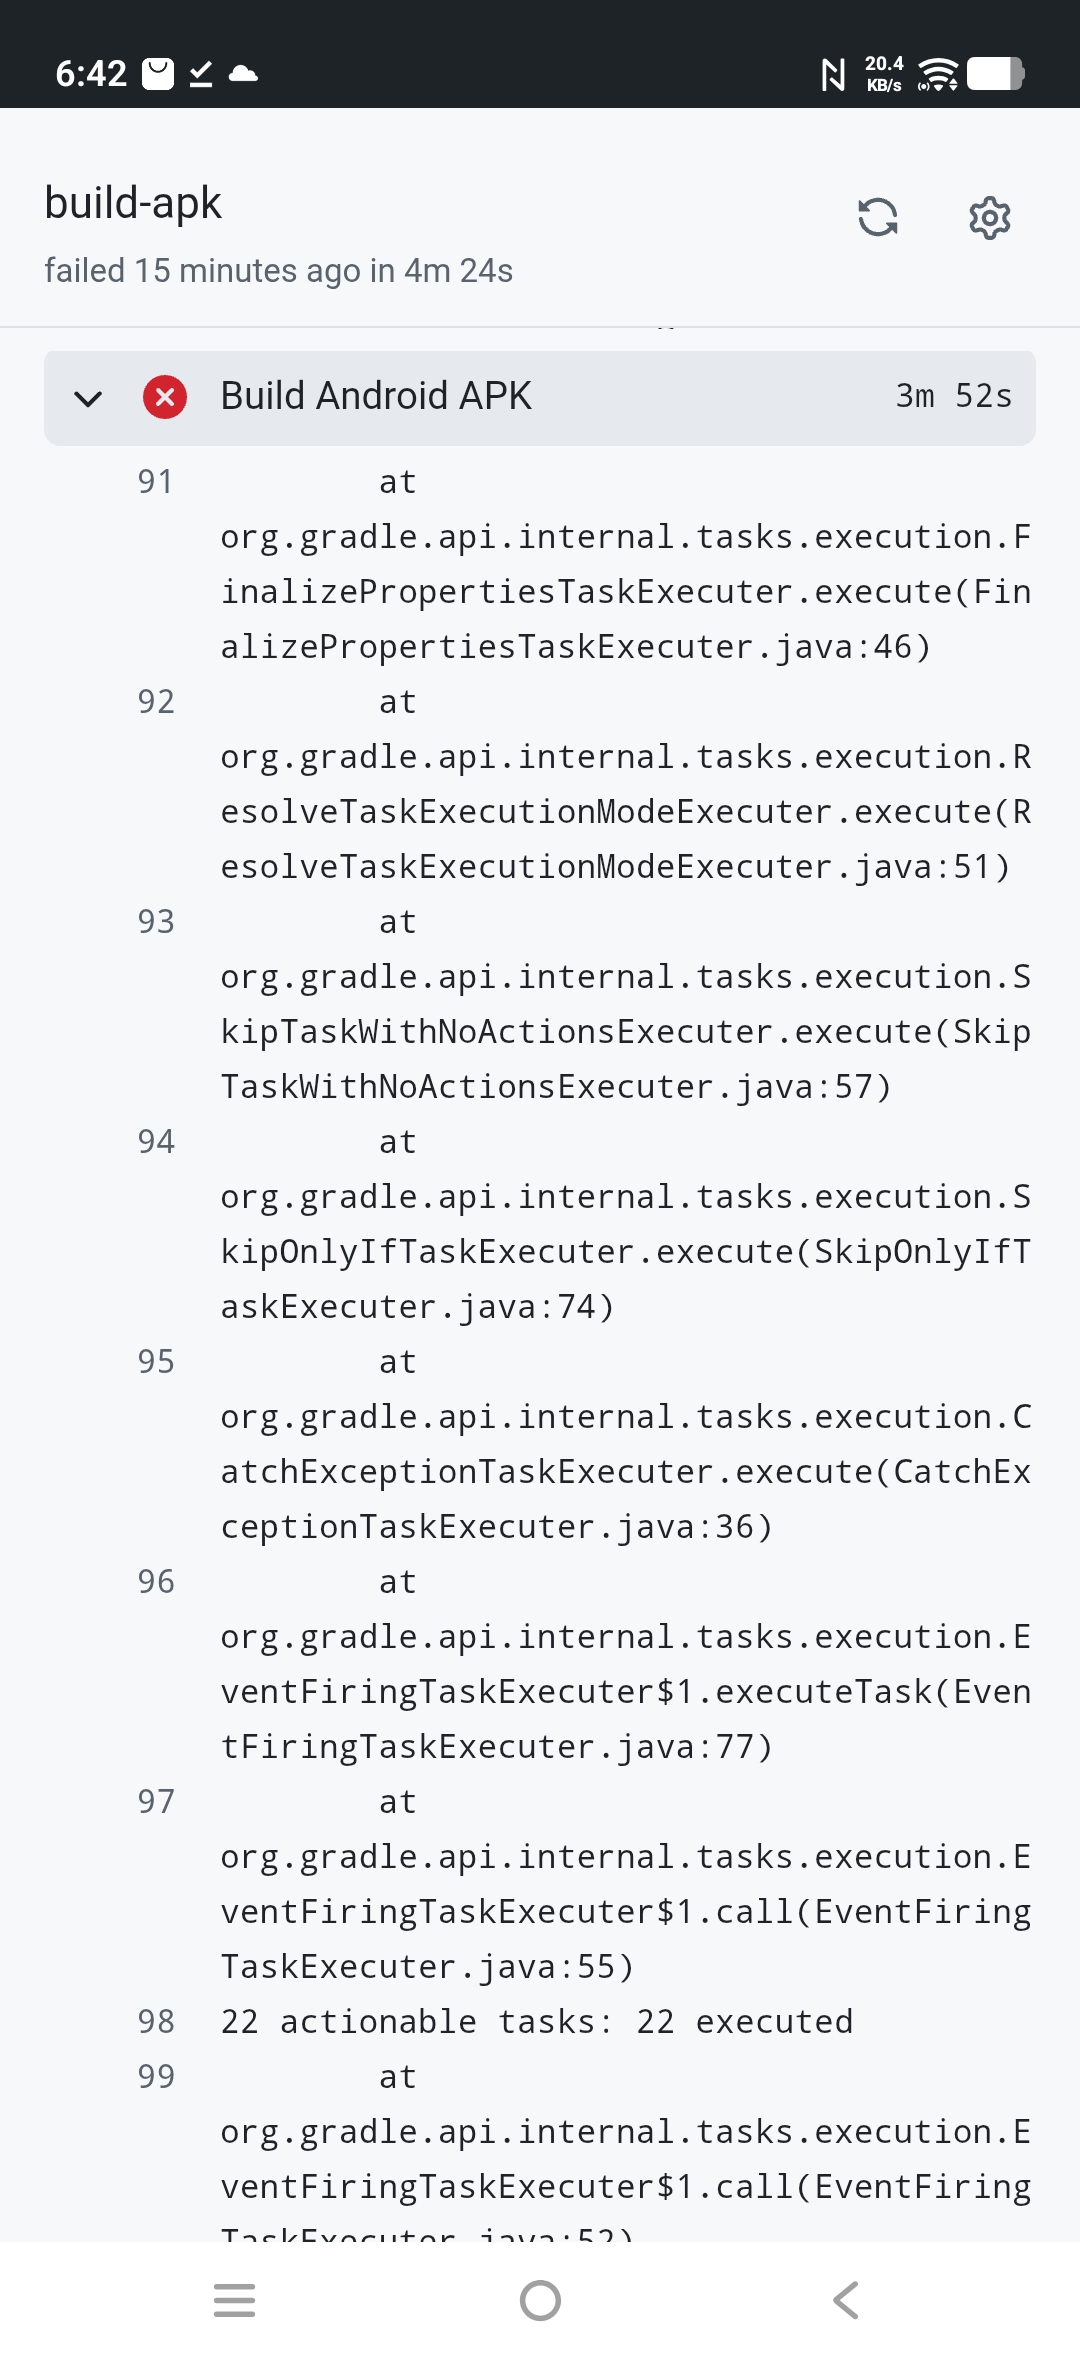 6:42
20.4
KB/s
build-apk
failed 15 minutes ago in 4m 24s
Build Android APK 3m 52s
91 at
org.gradle.api.internal.tasks.execution.F
inalizePropertiesTaskExecuter.execute(Fin
alizePropertiesTaskExecuter.java:46)
92 at
org.gradle.api.internal.tasks.execution.R
esolveTaskExecutionModeExecuter.execute(R
esolveTaskExecutionModeExecuter.java:51)
93 at
org.gradle.api.internal.tasks.execution.S
kipTaskWithNoActionsExecuter.execute(Skip
TaskWithNoActionsExecuter.java:57)
94 at
org.gradle.api.internal.tasks.execution.S
kipOnlyIfTaskExecuter.execute(SkipOnlyIfT
askExecuter.java:74)
95 at
org.gradle.api.internal.tasks.execution.C
atchExceptionTaskExecuter.execute(CatchEx
ceptionTaskExecuter.java:36)
96 at
org.gradle.api.internal.tasks.execution.E
ventFiringTaskExecuter$1.executeTask(Even
tFiringTaskExecuter.java:77)
97 at
org.gradle.api.internal.tasks.execution.E
ventFiringTaskExecuter$1.call(EventFiring
TaskExecuter.java:55)
98 22 actionable tasks: 22 executed
99 at
org.gradle.api.internal.tasks.execution.E
ventFiringTaskExecuter$1.call(EventFiring
TaskExecuter.java:52)